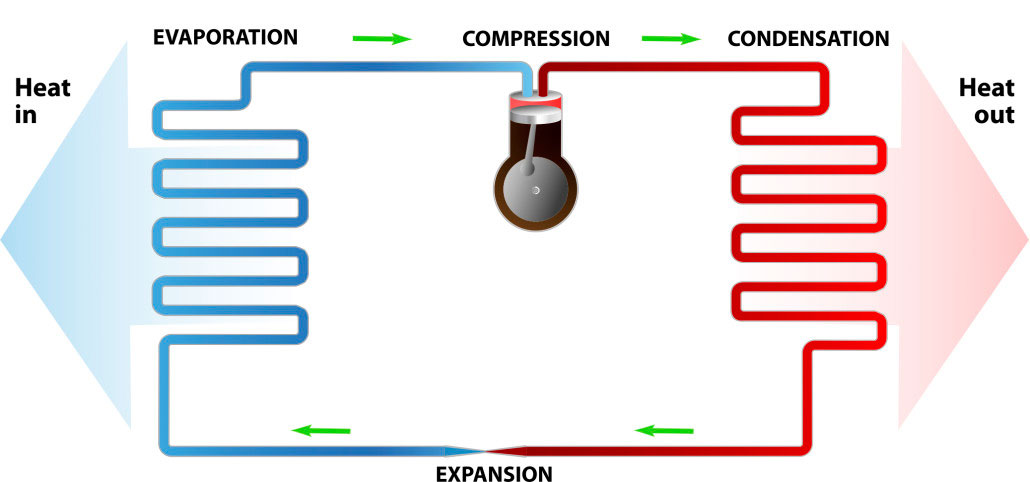 EVAPORATION
COMPRESSION
CONDENSATION
Heat
in
Heat
out
EXPANSION